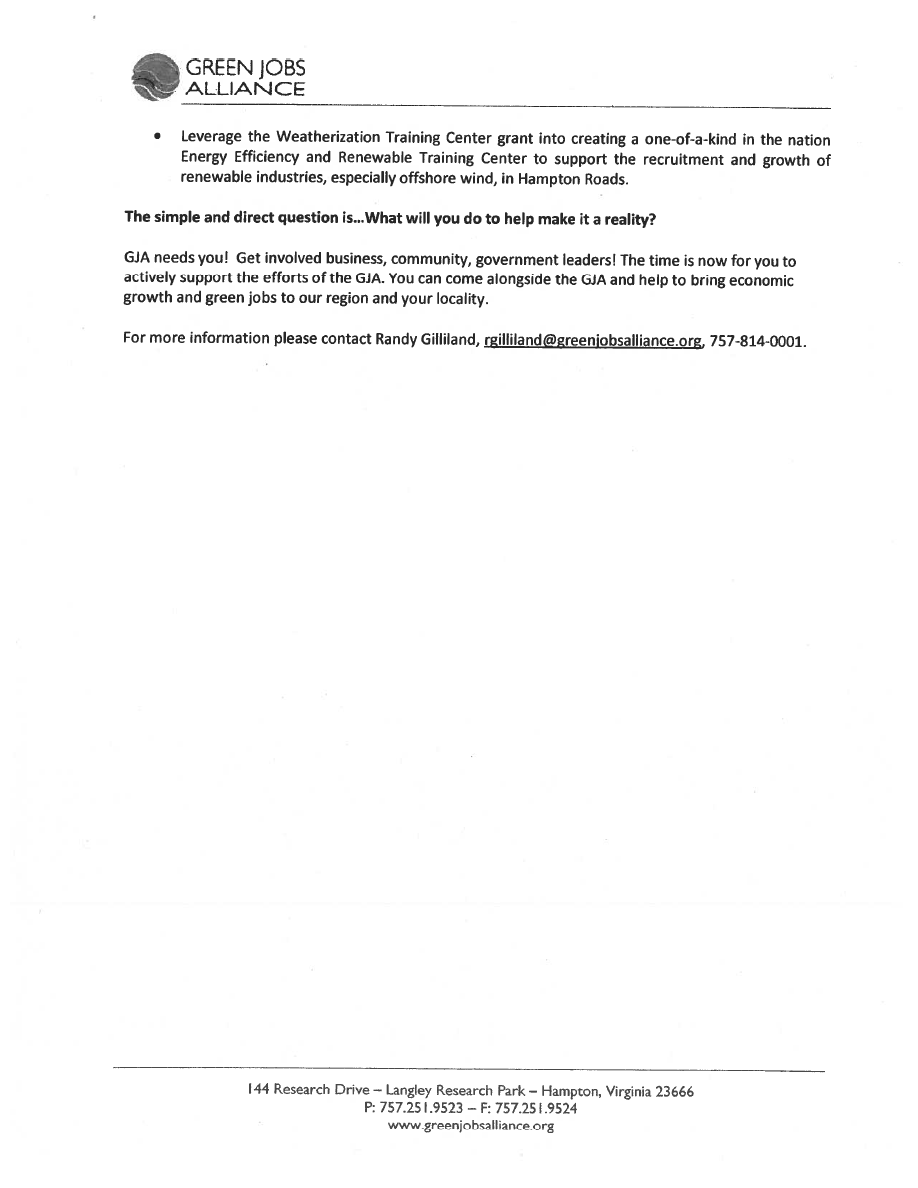 GREEN JOBS
ALLIANCE
• Leverage the Weatherization Training Center grant into creating a one-of-a-kind in the nation
Energy Efficiency and Renewable Training Center to support the recruitment and growth of
renewable industries, especially offshore wind, in Hampton Roads.
The simple and direct question is...What will you do to help make it a reality?
GJA needs you!  Get involved business, community, government leaders! The time is now for you to
actively support the efforts of the GJA. You can come alongside the GJA and help to bring economic
growth and green jobs to our region and your locality.
For more information please contact Randy Gilliland, rgilliland@greenjobsalliance.org, 757-814-0001.
144 Research Drive – Langley Research Park – Hampton, Virginia 23666
P: 757.251.9523 – F: 757.251.9524
www.greenjobsalliance.org